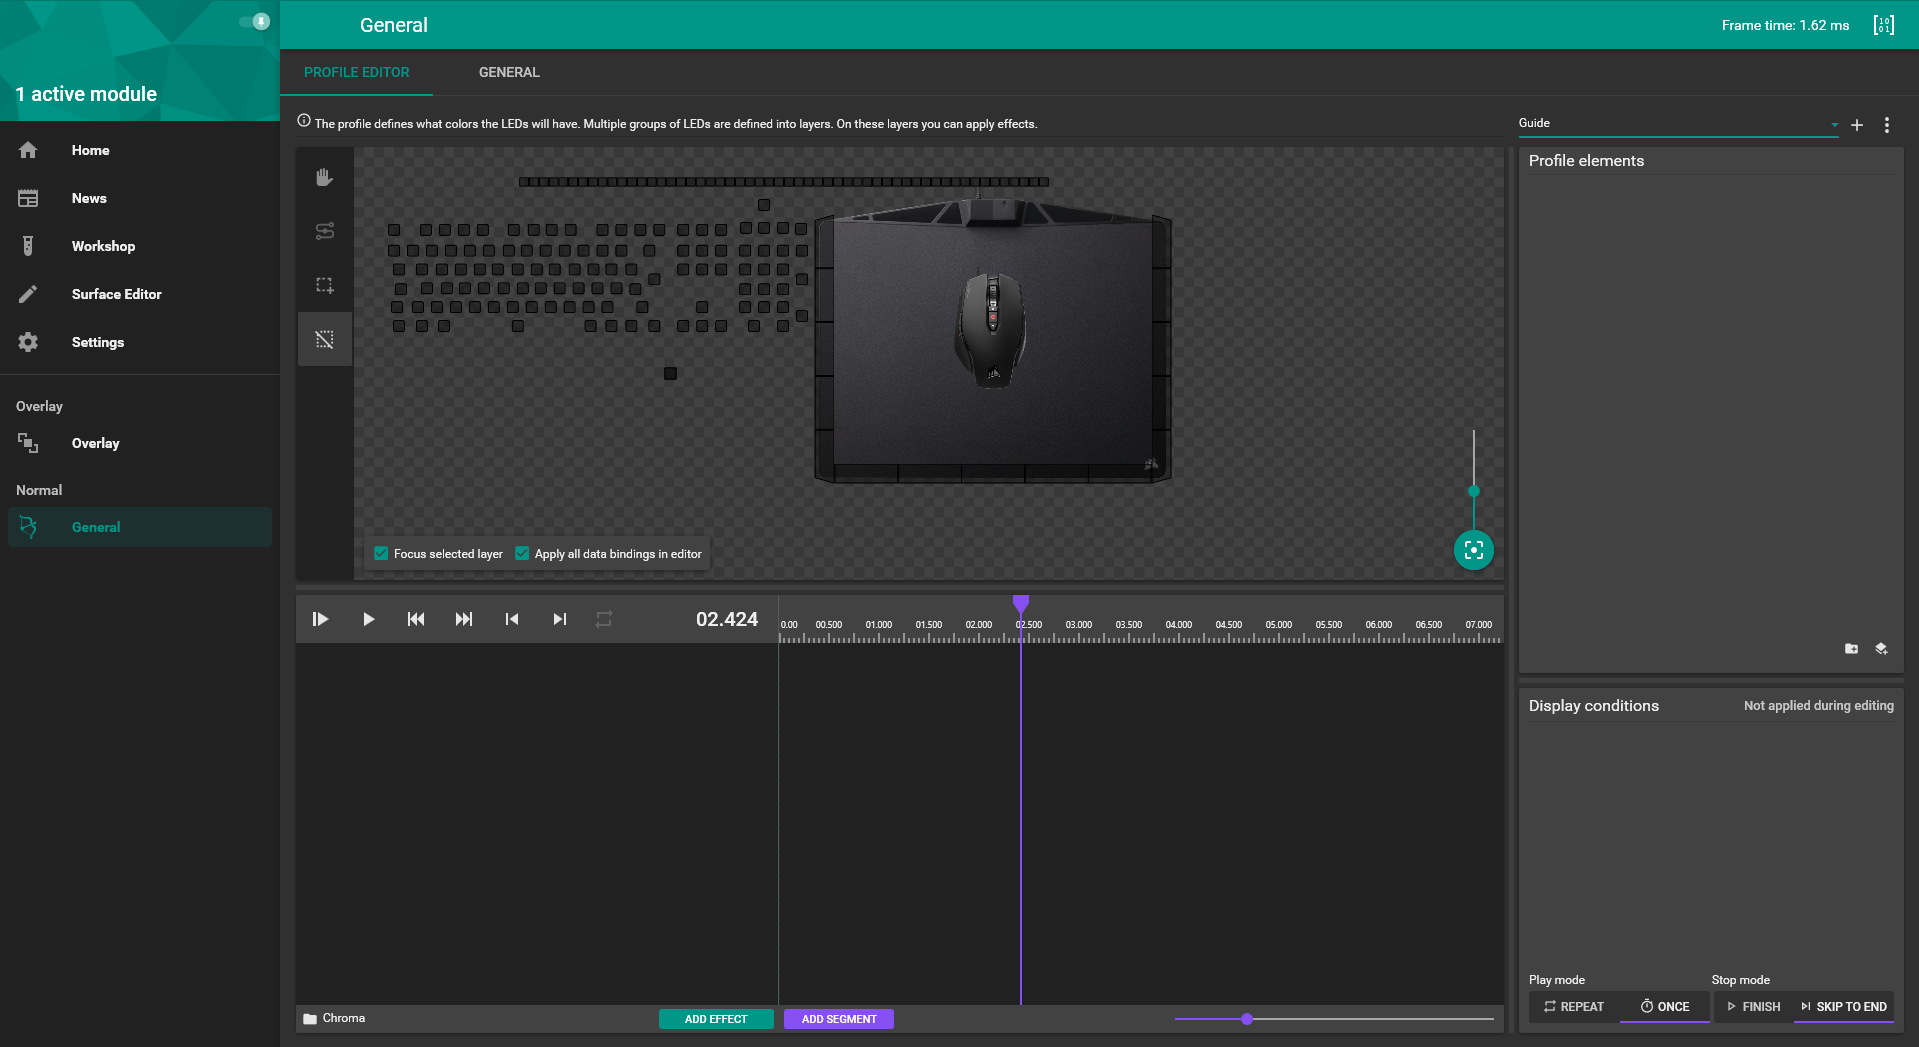 General
Frame time: 1.62 ms
1 active module
Home
News
Workshop
Surface Editor
Settings
Overlay
Overlay
Normal
General
PROFILE EDITOR
GENERAL
The profile defines what colors the LEDs will have. Multiple groups of LEDs are defined into layers. On these layers you can apply effects.
Guide
Profile elements
Focus selected layer
Apply all data bindings in editor
02.424
0.00 00.500 01.000 01.500 02.000 02.500 03.000 03.500 04.000 04.500 05.000 05.500 06.000 06.500 07.000
Chroma
ADD EFFECT
ADD SEGMENT
Display conditions
Not applied during editing
Play mode
Stop mode
REPEAT
ONCE
FINISH
SKIP TO END